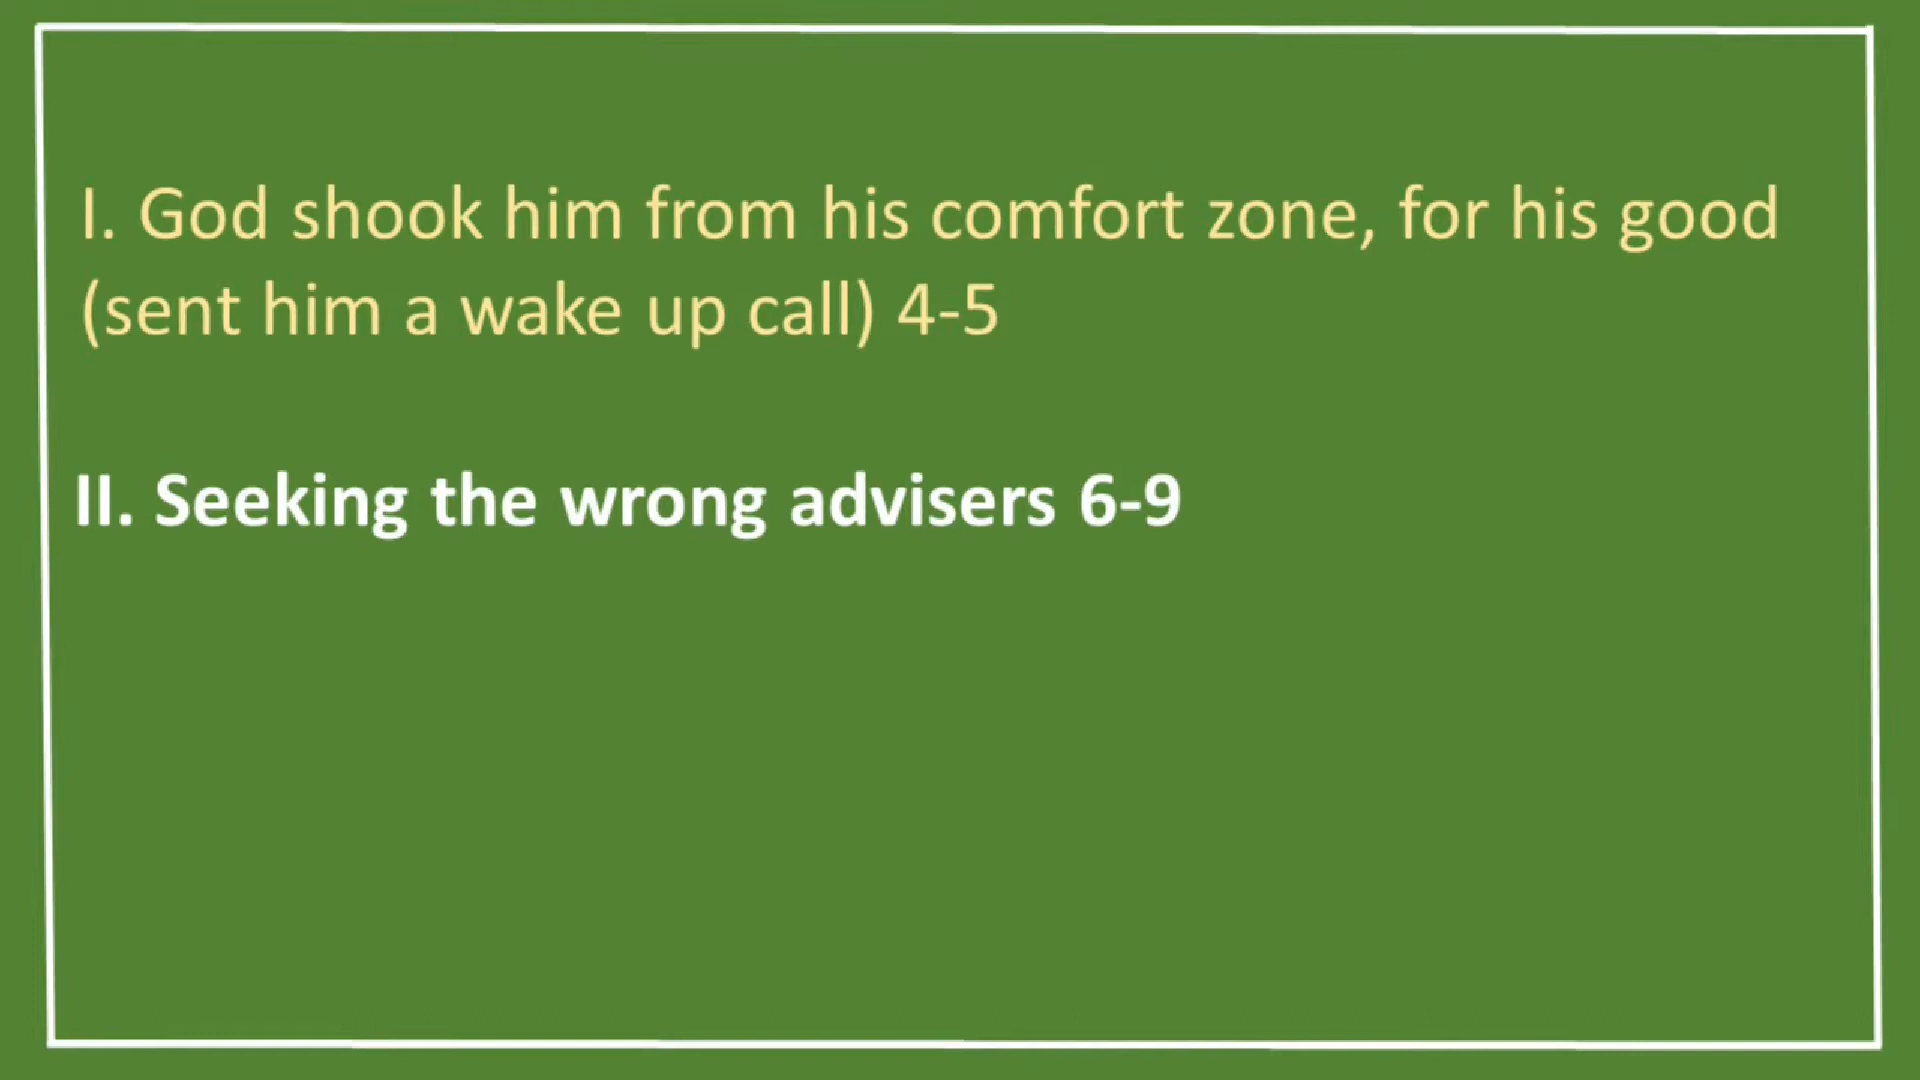 I. God shook him from his comfort zone, for his good
(sent him a wake up call) 4-5
II. Seeking the wrong advisers 6-9